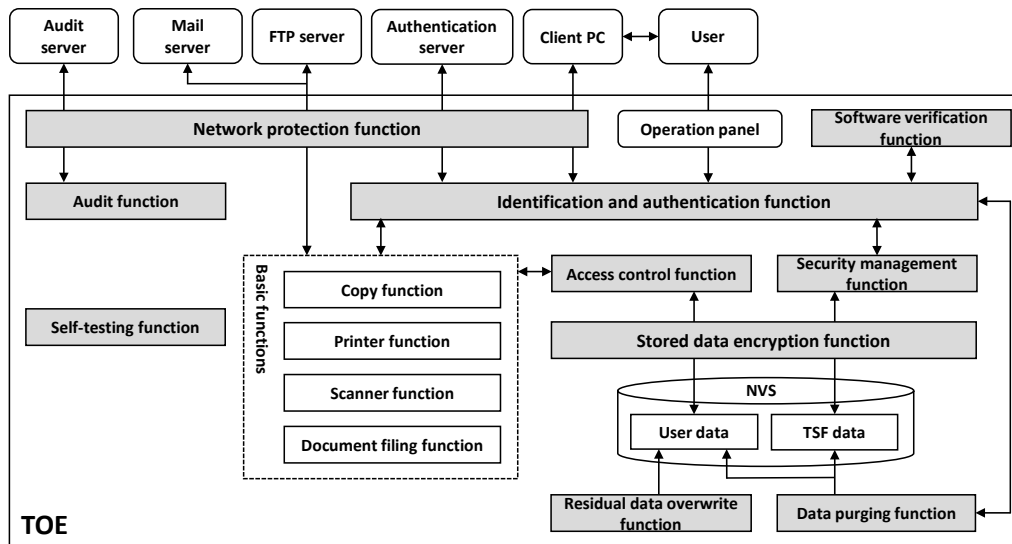 Audit
server
Mail
server
FTP server
Authentication
server
Client PC
User
Network protection function
Operation panel
Software verification
function
Audit function
Identification and authentication function
Basic functions
Copy function
Printer function
Scanner function
Document filing function
Access control function
Security management
function
Self-testing function
Stored data encryption function
NVS
User data
TSF data
Residual data overwrite
function
Data purging function
TOE